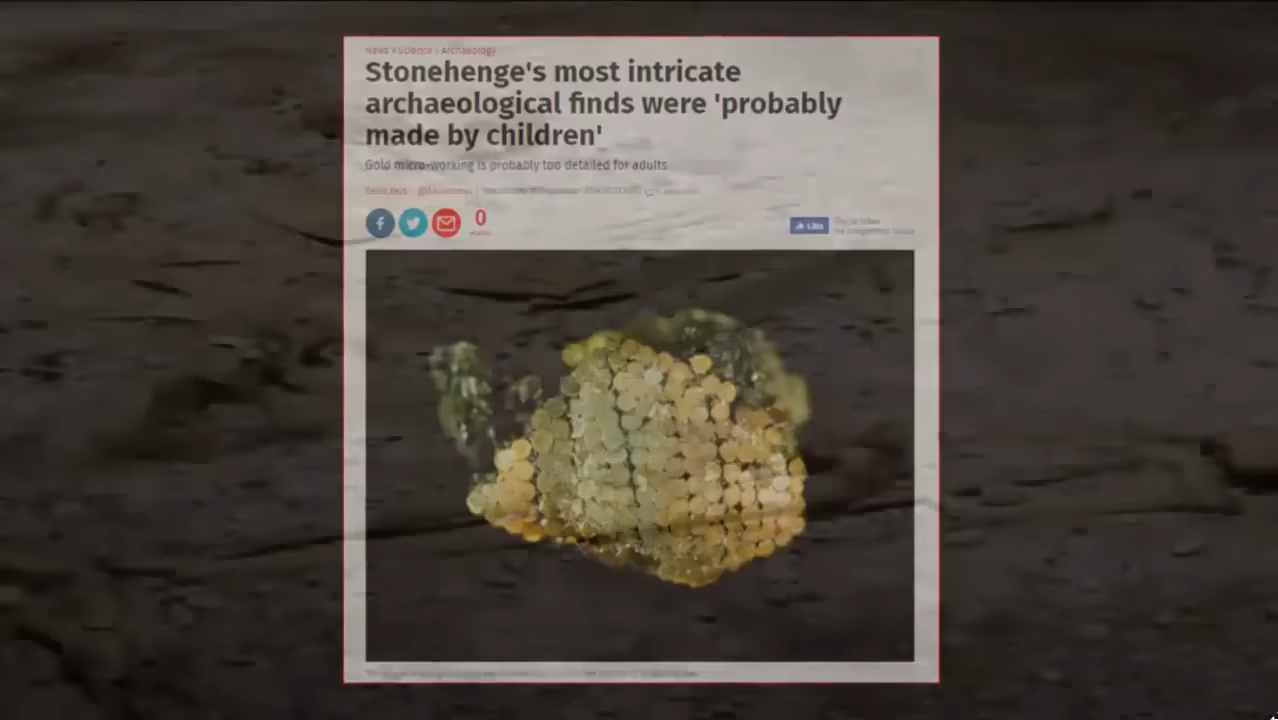 News > Science > Archaeology
Stonehenge's most intricate
archaeological finds were 'probably
made by children'
Gold micro-working is probably too detailed for adults
0
Like